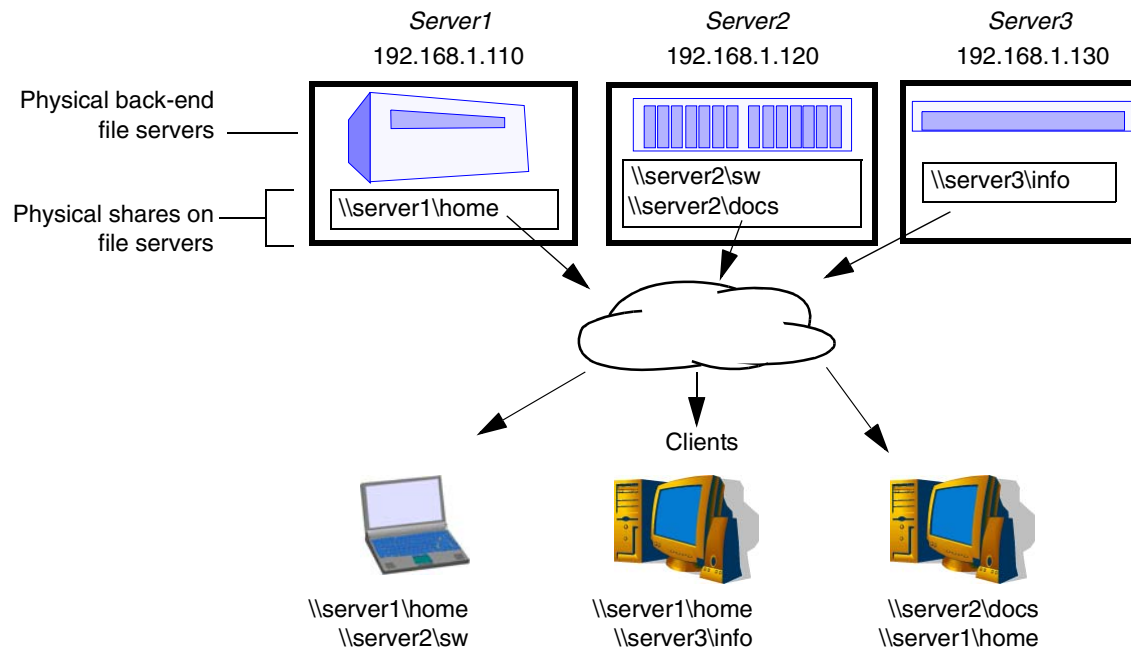 Server1
192.168.1.110
Server2
192.168.1.120
Server3
192.168.1.130
Physical back-end
file servers
Physical shares on
file servers
\\server1\home
\\server2\sw
\\server2\docs
\\server3\info
Clients
\\server1\home
\\server2\sw
\\server1\home
\\server3\info
\\server2\docs
\\server1\home